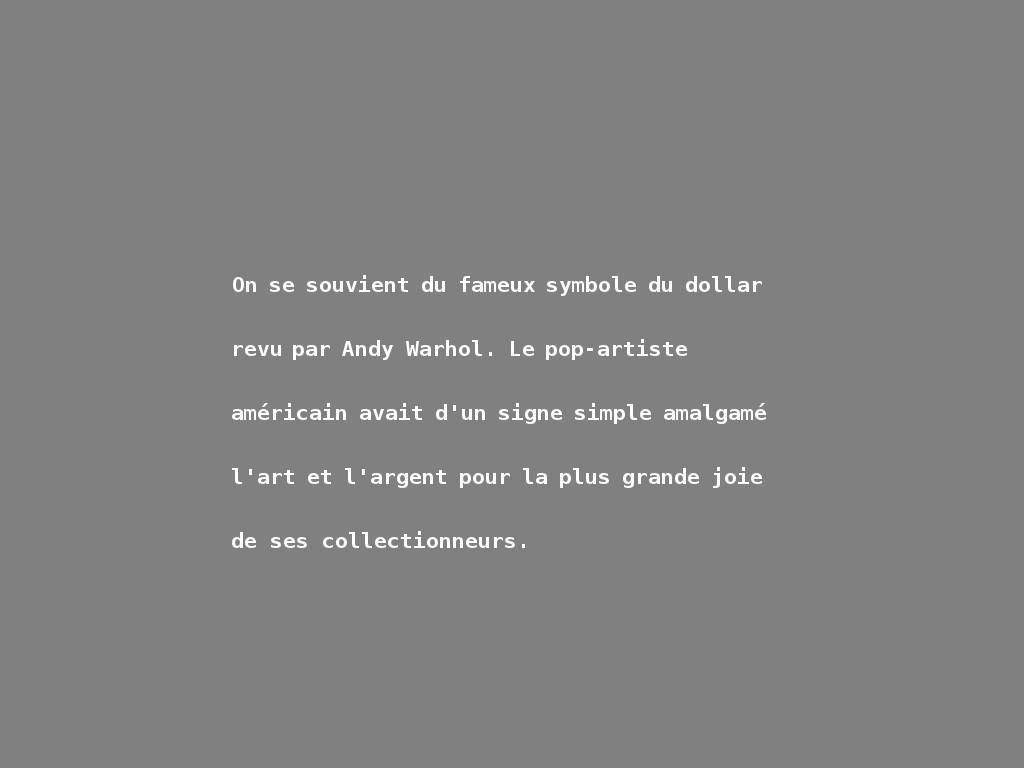 On se souvient du fameux symbole du dollar
revu par Andy Warhol. Le pop-artiste
américain avait d'un signe simple amalgamé
l'art et l'argent pour la plus grande joie
de ses collectionneurs.